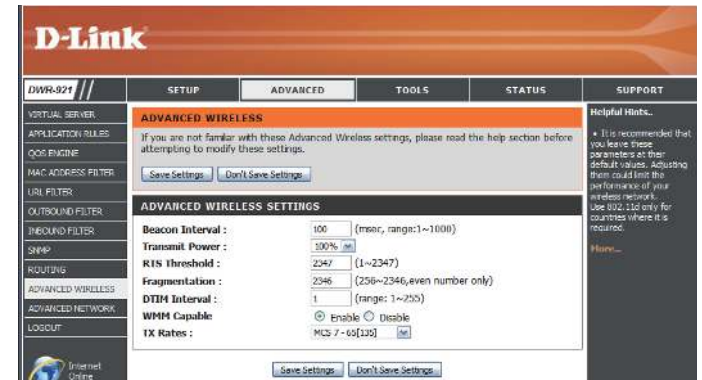 D-Link
DWR-921
SETUP
ADVANCED
TOOLS
STATUS
SUPPORT
VIRTUAL SERVER
APPLICATION RULES
QOS ENGINE
MAC ADDRESS FILTER
URL FILTER
OUTBOUND FILTER
INBOUND FILTER
SNMP
ROUTING
ADVANCED WIRELESS
ADVANCED NETWORK
LOGOUT
Internet
Online
ADVANCED WIRELESS
If you are not familar with these Advanced Wireless settings, please read the help section before
attempting to modify these settings.
Save Settings Don't Save Settings
ADVANCED WIRELESS SETTINGS
Beacon Interval : 100 (msec, range:1~1000)
Transmit Power : 100%
RTS Threshold : 2347 (1~2347)
Fragmentation : 2346 (256~2346,even number only)
DTIM Interval : 1 (range: 1~255)
WMM Capable Enable Disable
TX Rates : MCS 7 - 65[135]
Save Settings Don't Save Settings
Helpful Hints..
• It is recommended that
you leave these
parameters at their
default values. Adjusting
them could limit the
performance of your
wireless network.
Use 802.11d only for
countries where it is
required.
More...